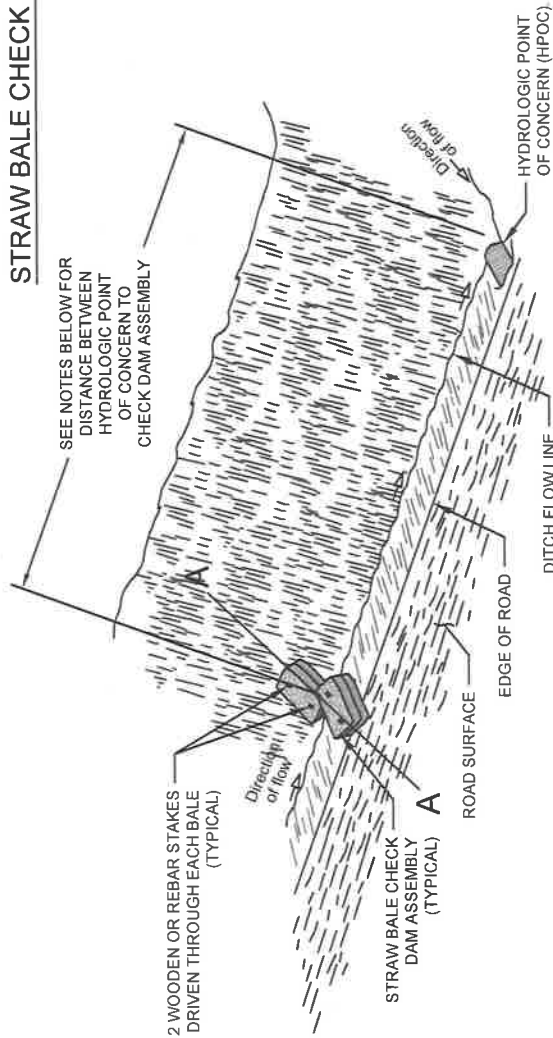 STRAW BALE CHECK
SEE NOTES BELOW FOR
DISTANCE BETWEEN
HYDROLOGIC POINT
OF CONCERN TO
CHECK DAM ASSEMBLY
2 WOODEN OR REBAR STAKES
DRIVEN THROUGH EACH BALE
(TYPICAL)
A
Direction
of flow
Direction
of flow
A
STRAW BALE CHECK
DAM ASSEMBLY
(TYPICAL)
ROAD SURFACE
EDGE OF ROAD
DITCH FLOW LINE
HYDROLOGIC POINT
OF CONCERN (HPOC)